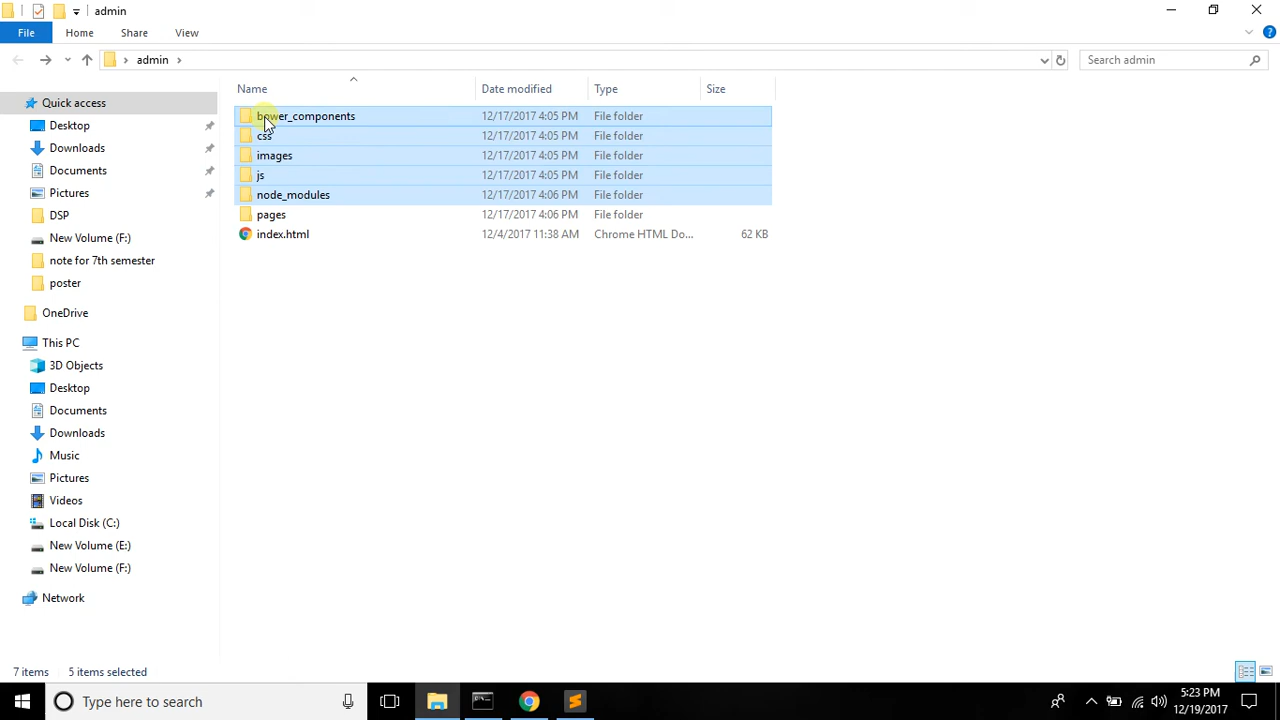 admin
File Home Share View
admin Search admin
Name Date modified Type Size
Quick access
Desktop
Downloads
Documents
Pictures
DSP
New Volume (F:)
note for 7th semester
poster
OneDrive
This PC
3D Objects
Desktop
Documents
Downloads
Music
Pictures
Videos
Local Disk (C:)
New Volume (E:)
New Volume (F:)
Network
bower_components 12/17/2017 4:05 PM File folder
css 12/17/2017 4:05 PM File folder
images 12/17/2017 4:05 PM File folder
js 12/17/2017 4:05 PM File folder
node_modules 12/17/2017 4:06 PM File folder
pages 12/17/2017 4:06 PM File folder
index.html 12/4/2017 11:38 AM Chrome HTML Do... 62 KB
7 items 5 items selected
Type here to search
5:23 PM
12/19/2017